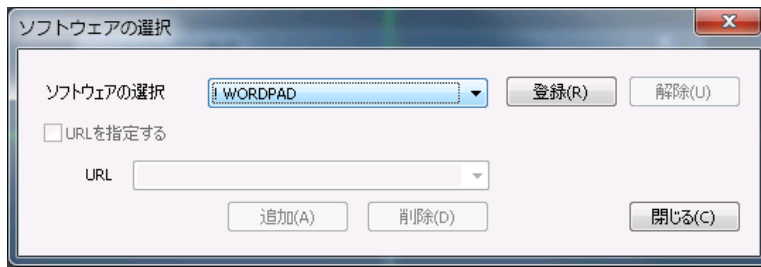 ソフトウェアの選択
ソフトウェアの選択 ! WORDPAD 登録(R) 解除(U)
URLを指定する
URL
追加(A) 削除(D) 閉じる(C)